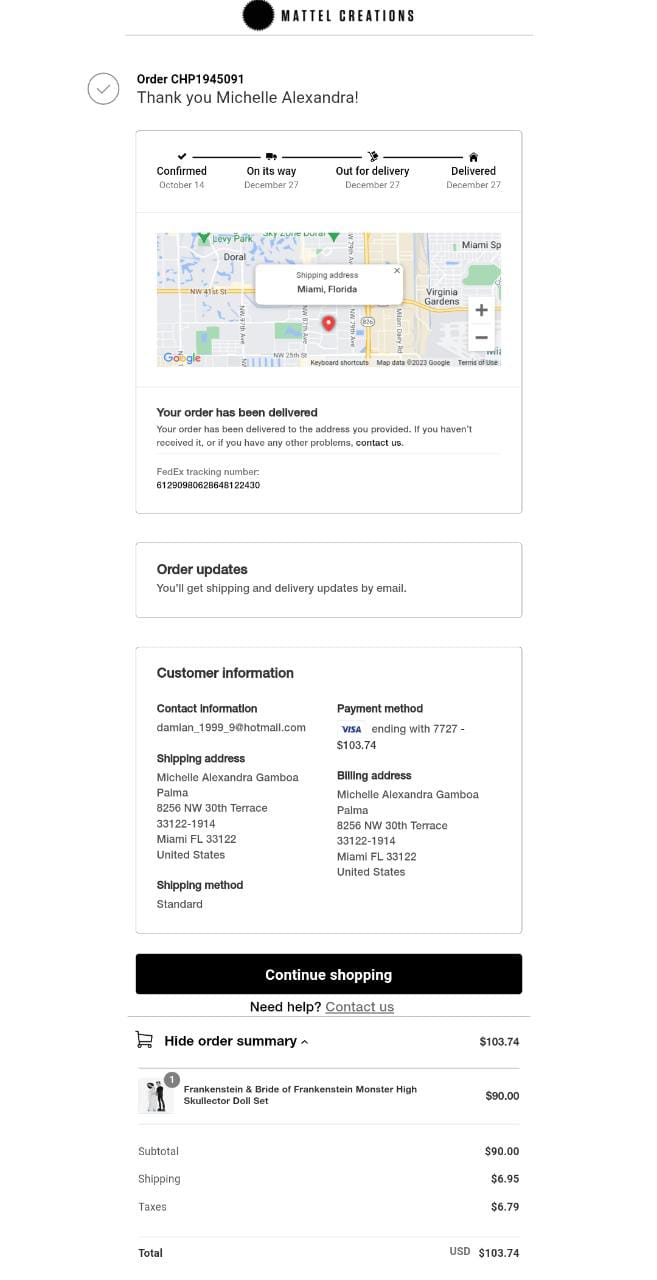 MATTEL CREATIONS
Order CHP1945091
Thank you Michelle Alexandra!
Confirmed
October 14
On its way
December 27
Out for delivery
December 27
Delivered
December 27
Levy Park
Sky Zone Doral
Doral
Miami Sp
NW 41st St
Shipping address
×
Miami, Florida
Virginia
Gardens
NW 97th Ave
NW 87th Ave
NW 79th Ave
Milam Dairy Rd
826
+
−
NW 25th St
Google
Keyboard shortcuts
Map data ©2023 Google
Terms of Use
Your order has been delivered
Your order has been delivered to the address you provided. If you haven't
received it, or if you have any other problems, contact us.
FedEx tracking number:
61290980628648122430
Order updates
You'll get shipping and delivery updates by email.
Customer information
Contact information
damian_1999_9@hotmail.com
Shipping address
Michelle Alexandra Gamboa
Palma
8256 NW 30th Terrace
33122-1914
Miami FL 33122
United States
Shipping method
Standard
Payment method
VISA ending with 7727 -
$103.74
Billing address
Michelle Alexandra Gamboa
Palma
8256 NW 30th Terrace
33122-1914
Miami FL 33122
United States
Continue shopping
Need help? Contact us
Hide order summary
$103.74
1
Frankenstein & Bride of Frankenstein Monster High
Skullector Doll Set
$90.00
Subtotal $90.00
Shipping $6.95
Taxes $6.79
Total USD $103.74